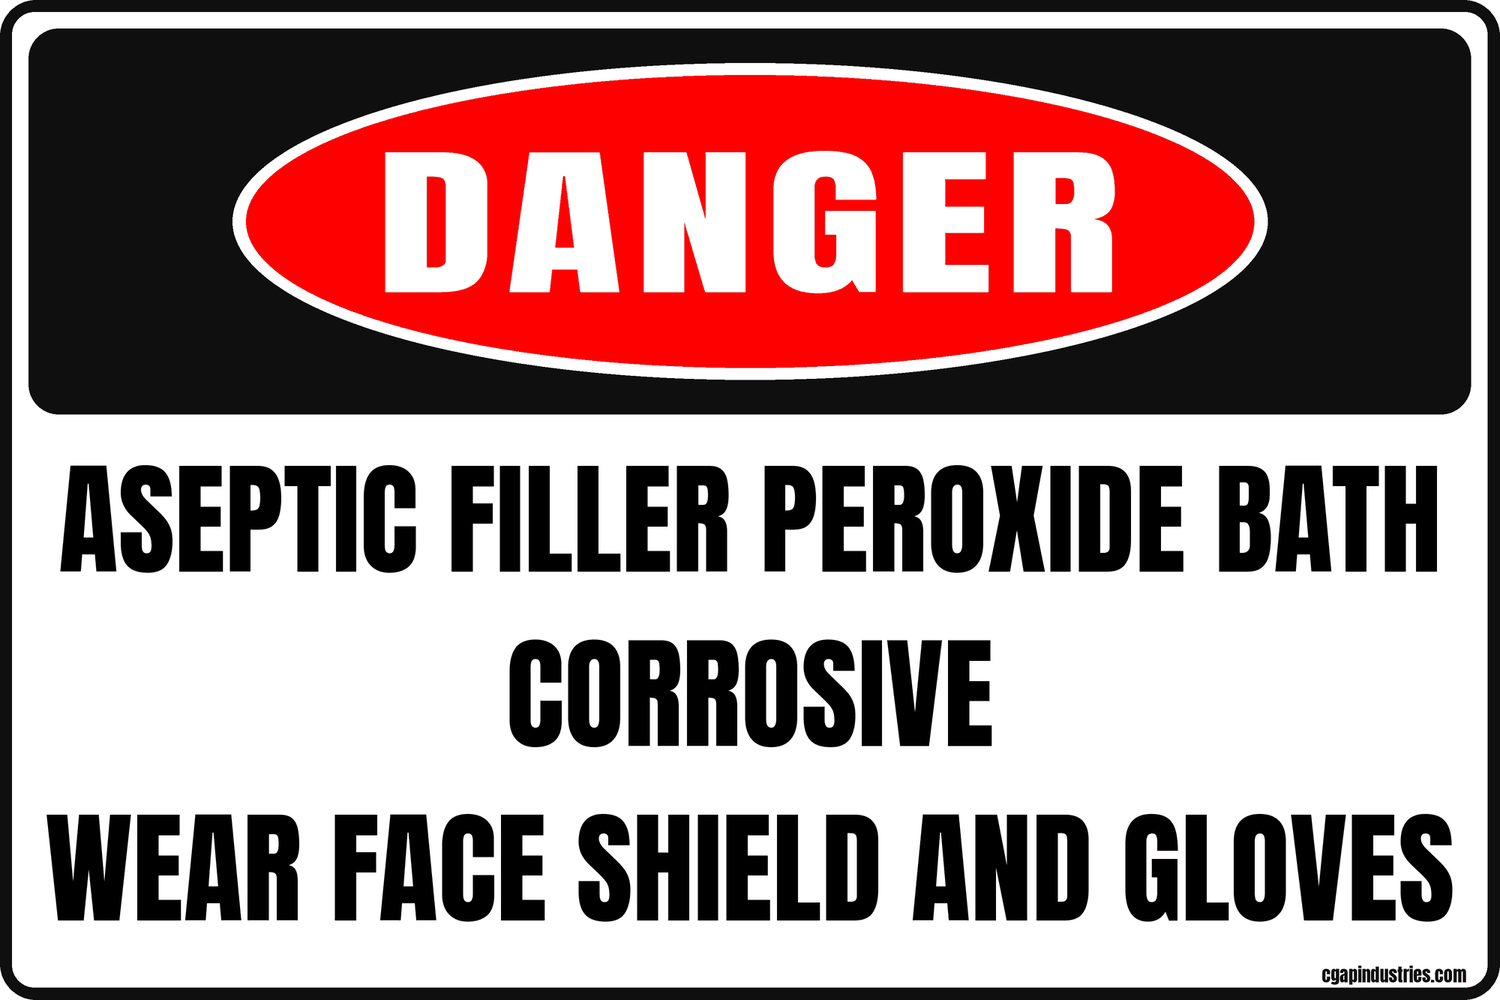 DANGER
ASEPTIC FILLER PEROXIDE BATH
CORROSIVE
WEAR FACE SHIELD AND GLOVES
cgapindustries.com